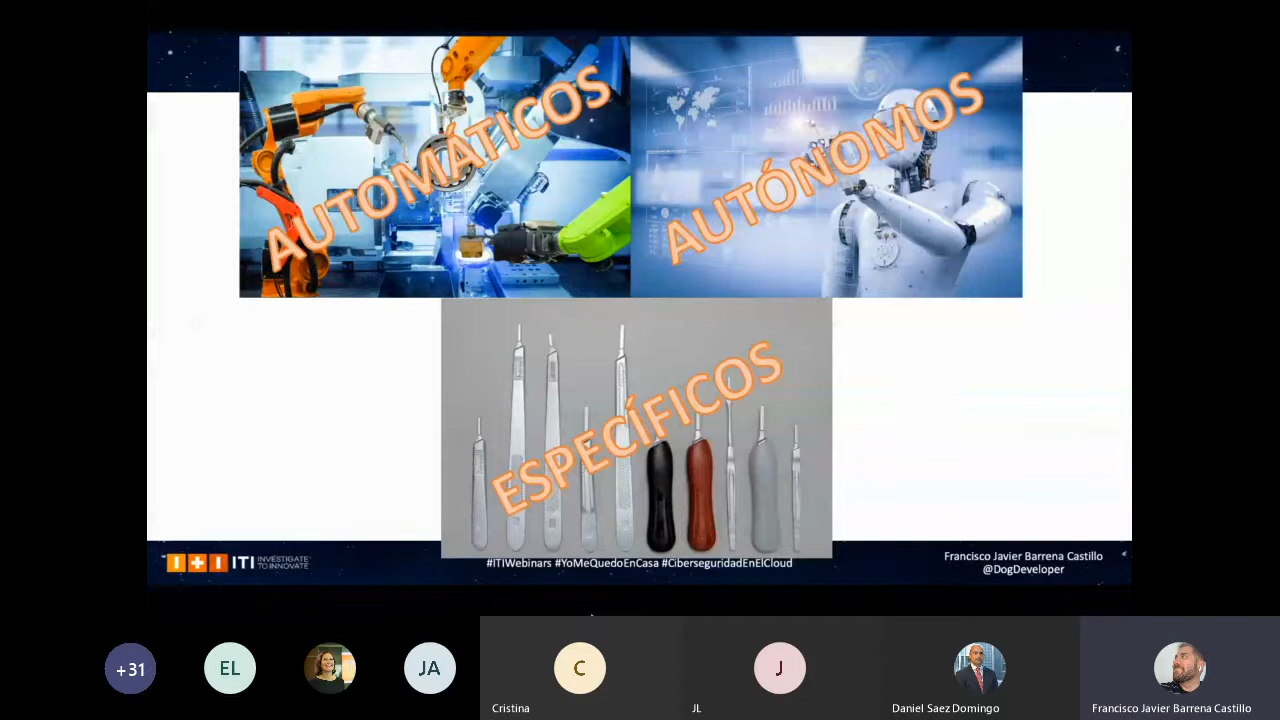 AUTOMÁTICOS
AUTÓNOMOS
ESPECÍFICOS
I+I ITI INVESTIGATE
TO INNOVATE
#ITIWebinars #YoMeQuedoEnCasa #CiberseguridadEnElCloud
Francisco Javier Barrena Castillo
@DogDeveloper
+31
EL
JA
C
J
Cristina
JL
Daniel Saez Domingo
Francisco Javier Barrena Castillo